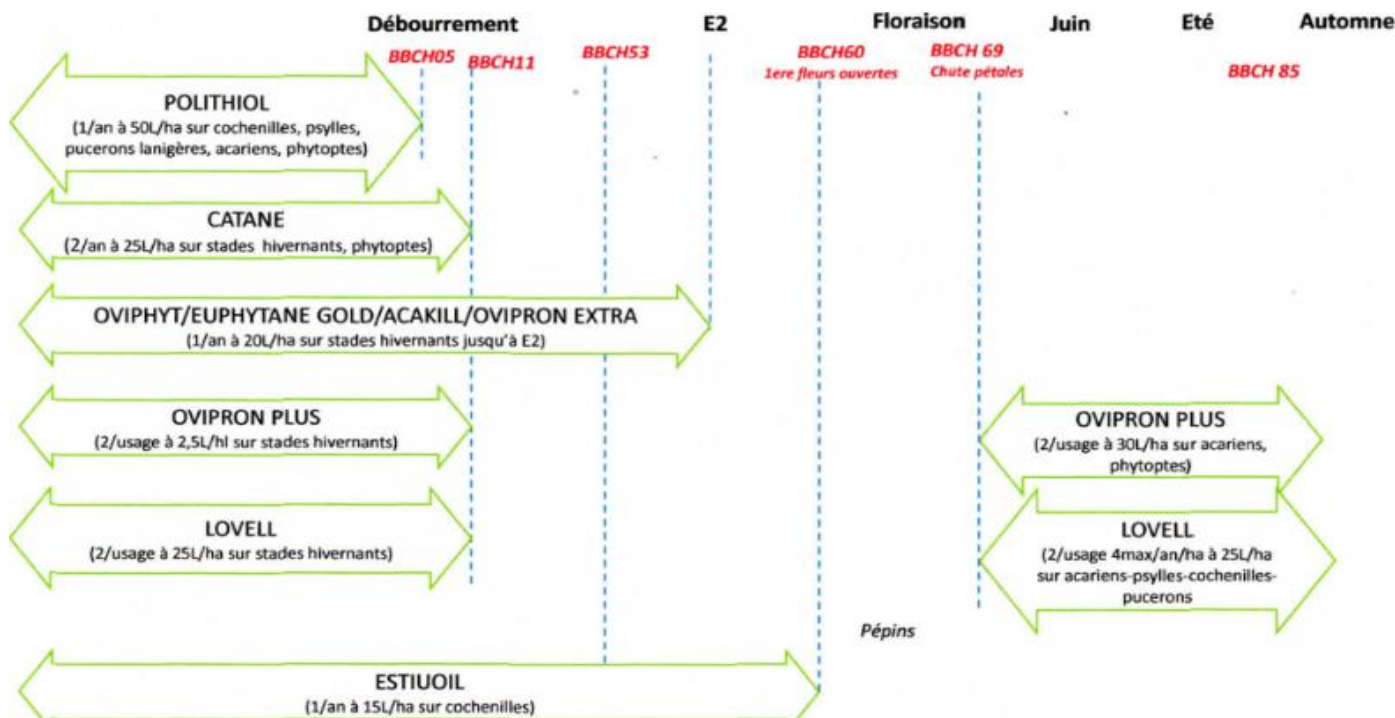 Débourrement E2 Floraison Juin Eté Automne
BBCH05 BBCH11 BBCH53 BBCH60 BBCH 69 BBCH 85
1ere fleurs ouvertes Chute pétales
POLITHIOL
(1/an à 50L/ha sur cochenilles, psylles,
pucerons lanigères, acariens, phytoptes)
CATANE
(2/an à 25L/ha sur stades hivernants, phytoptes)
OVIPHYT/EUPHYTANE GOLD/ACAKILL/OVIPRON EXTRA
(1/an à 20L/ha sur stades hivernants jusqu'à E2)
OVIPRON PLUS
(2/usage à 2,5L/hl sur stades hivernants)
OVIPRON PLUS
(2/usage à 30L/ha sur acariens,
phytoptes)
LOVELL
(2/usage à 25L/ha sur stades hivernants)
LOVELL
(2/usage 4max/an/ha à 25L/ha
sur acariens-psylles-cochenilles-
pucerons
Pépins
ESTIUOIL
(1/an à 15L/ha sur cochenilles)